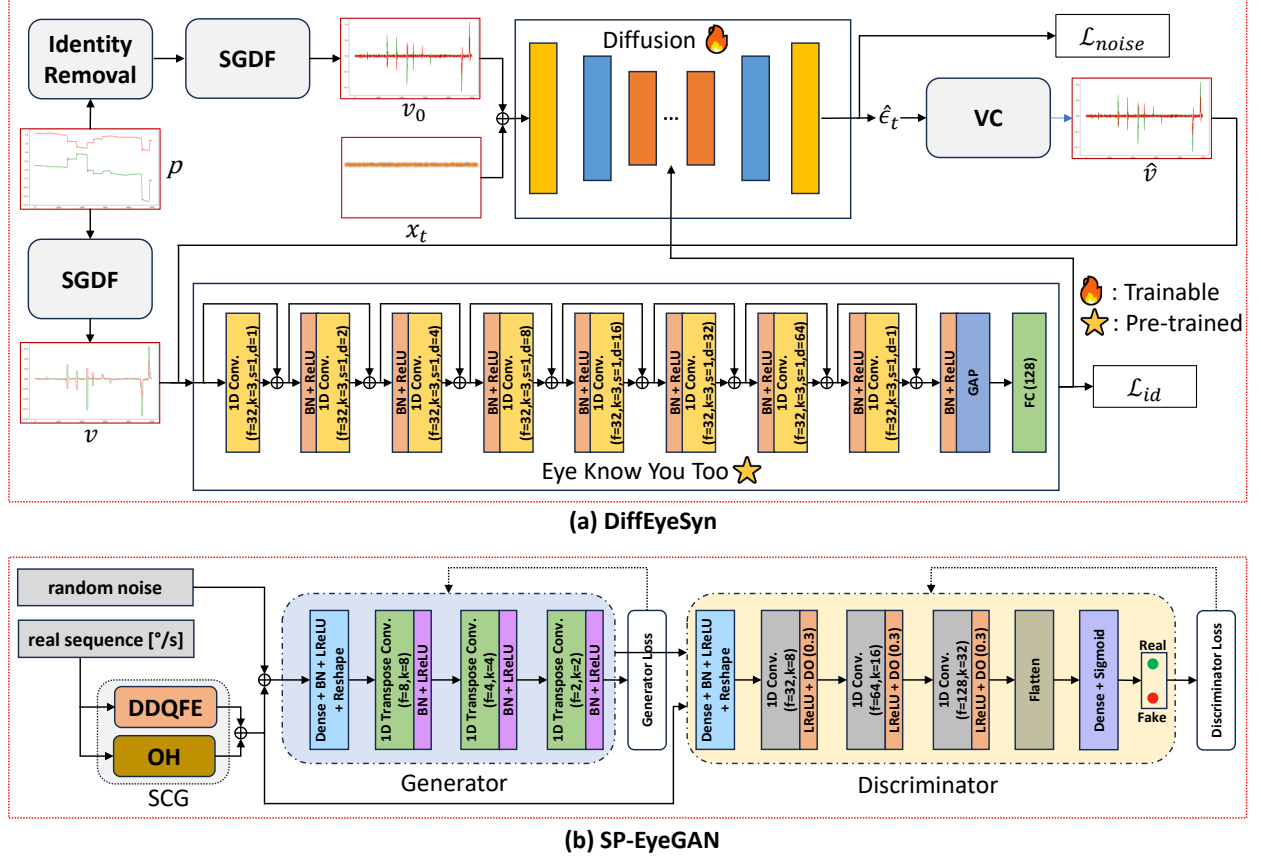 Identity
Removal
SGDF
v₀
p
x_t
Diffusion
...
ε̂_t
VC
v̂
ℒ_noise
SGDF
v
1D Conv.
(f=32,k=3,s=1,d=1)
BN + ReLU
1D Conv.
(f=32,k=3,s=1,d=2)
BN + ReLU
1D Conv.
(f=32,k=3,s=1,d=4)
BN + ReLU
1D Conv.
(f=32,k=3,s=1,d=8)
BN + ReLU
1D Conv.
(f=32,k=3,s=1,d=16)
BN + ReLU
1D Conv.
(f=32,k=3,s=1,d=32)
BN + ReLU
1D Conv.
(f=32,k=3,s=1,d=64)
BN + ReLU
1D Conv.
(f=32,k=3,s=1,d=1)
BN + ReLU
GAP
FC (128)
Eye Know You Too
: Trainable
: Pre-trained
ℒ_id
(a) DiffEyeSyn
random noise
real sequence [°/s]
DDQFE
OH
SCG
Dense + BN + LReLU
+ Reshape
1D Transpose Conv.
(f=8,k=8)
BN + LReLU
1D Transpose Conv.
(f=4,k=4)
BN + LReLU
1D Transpose Conv.
(f=2,k=2)
BN + LReLU
Generator
Generator Loss
Dense + BN + LReLU
+ Reshape
1D Conv.
(f=32,k=8)
LReLU + DO (0.3)
1D Conv.
(f=64,k=16)
LReLU + DO (0.3)
1D Conv.
(f=128,k=32)
LReLU + DO (0.3)
Flatten
Dense + Sigmoid
Real
Fake
Discriminator
Discriminator Loss
(b) SP-EyeGAN